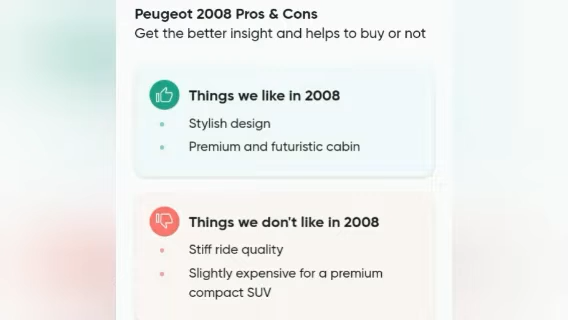 Peugeot 2008 Pros & Cons
Get the better insight and helps to buy or not
Things we like in 2008
Stylish design
Premium and futuristic cabin
Things we don't like in 2008
Stiff ride quality
Slightly expensive for a premium
compact SUV